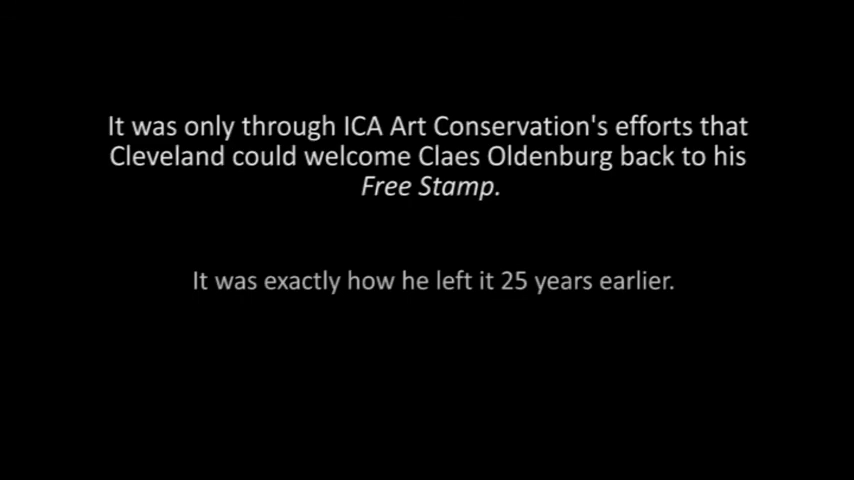 It was only through ICA Art Conservation's efforts that
Cleveland could welcome Claes Oldenburg back to his
Free Stamp.
It was exactly how he left it 25 years earlier.